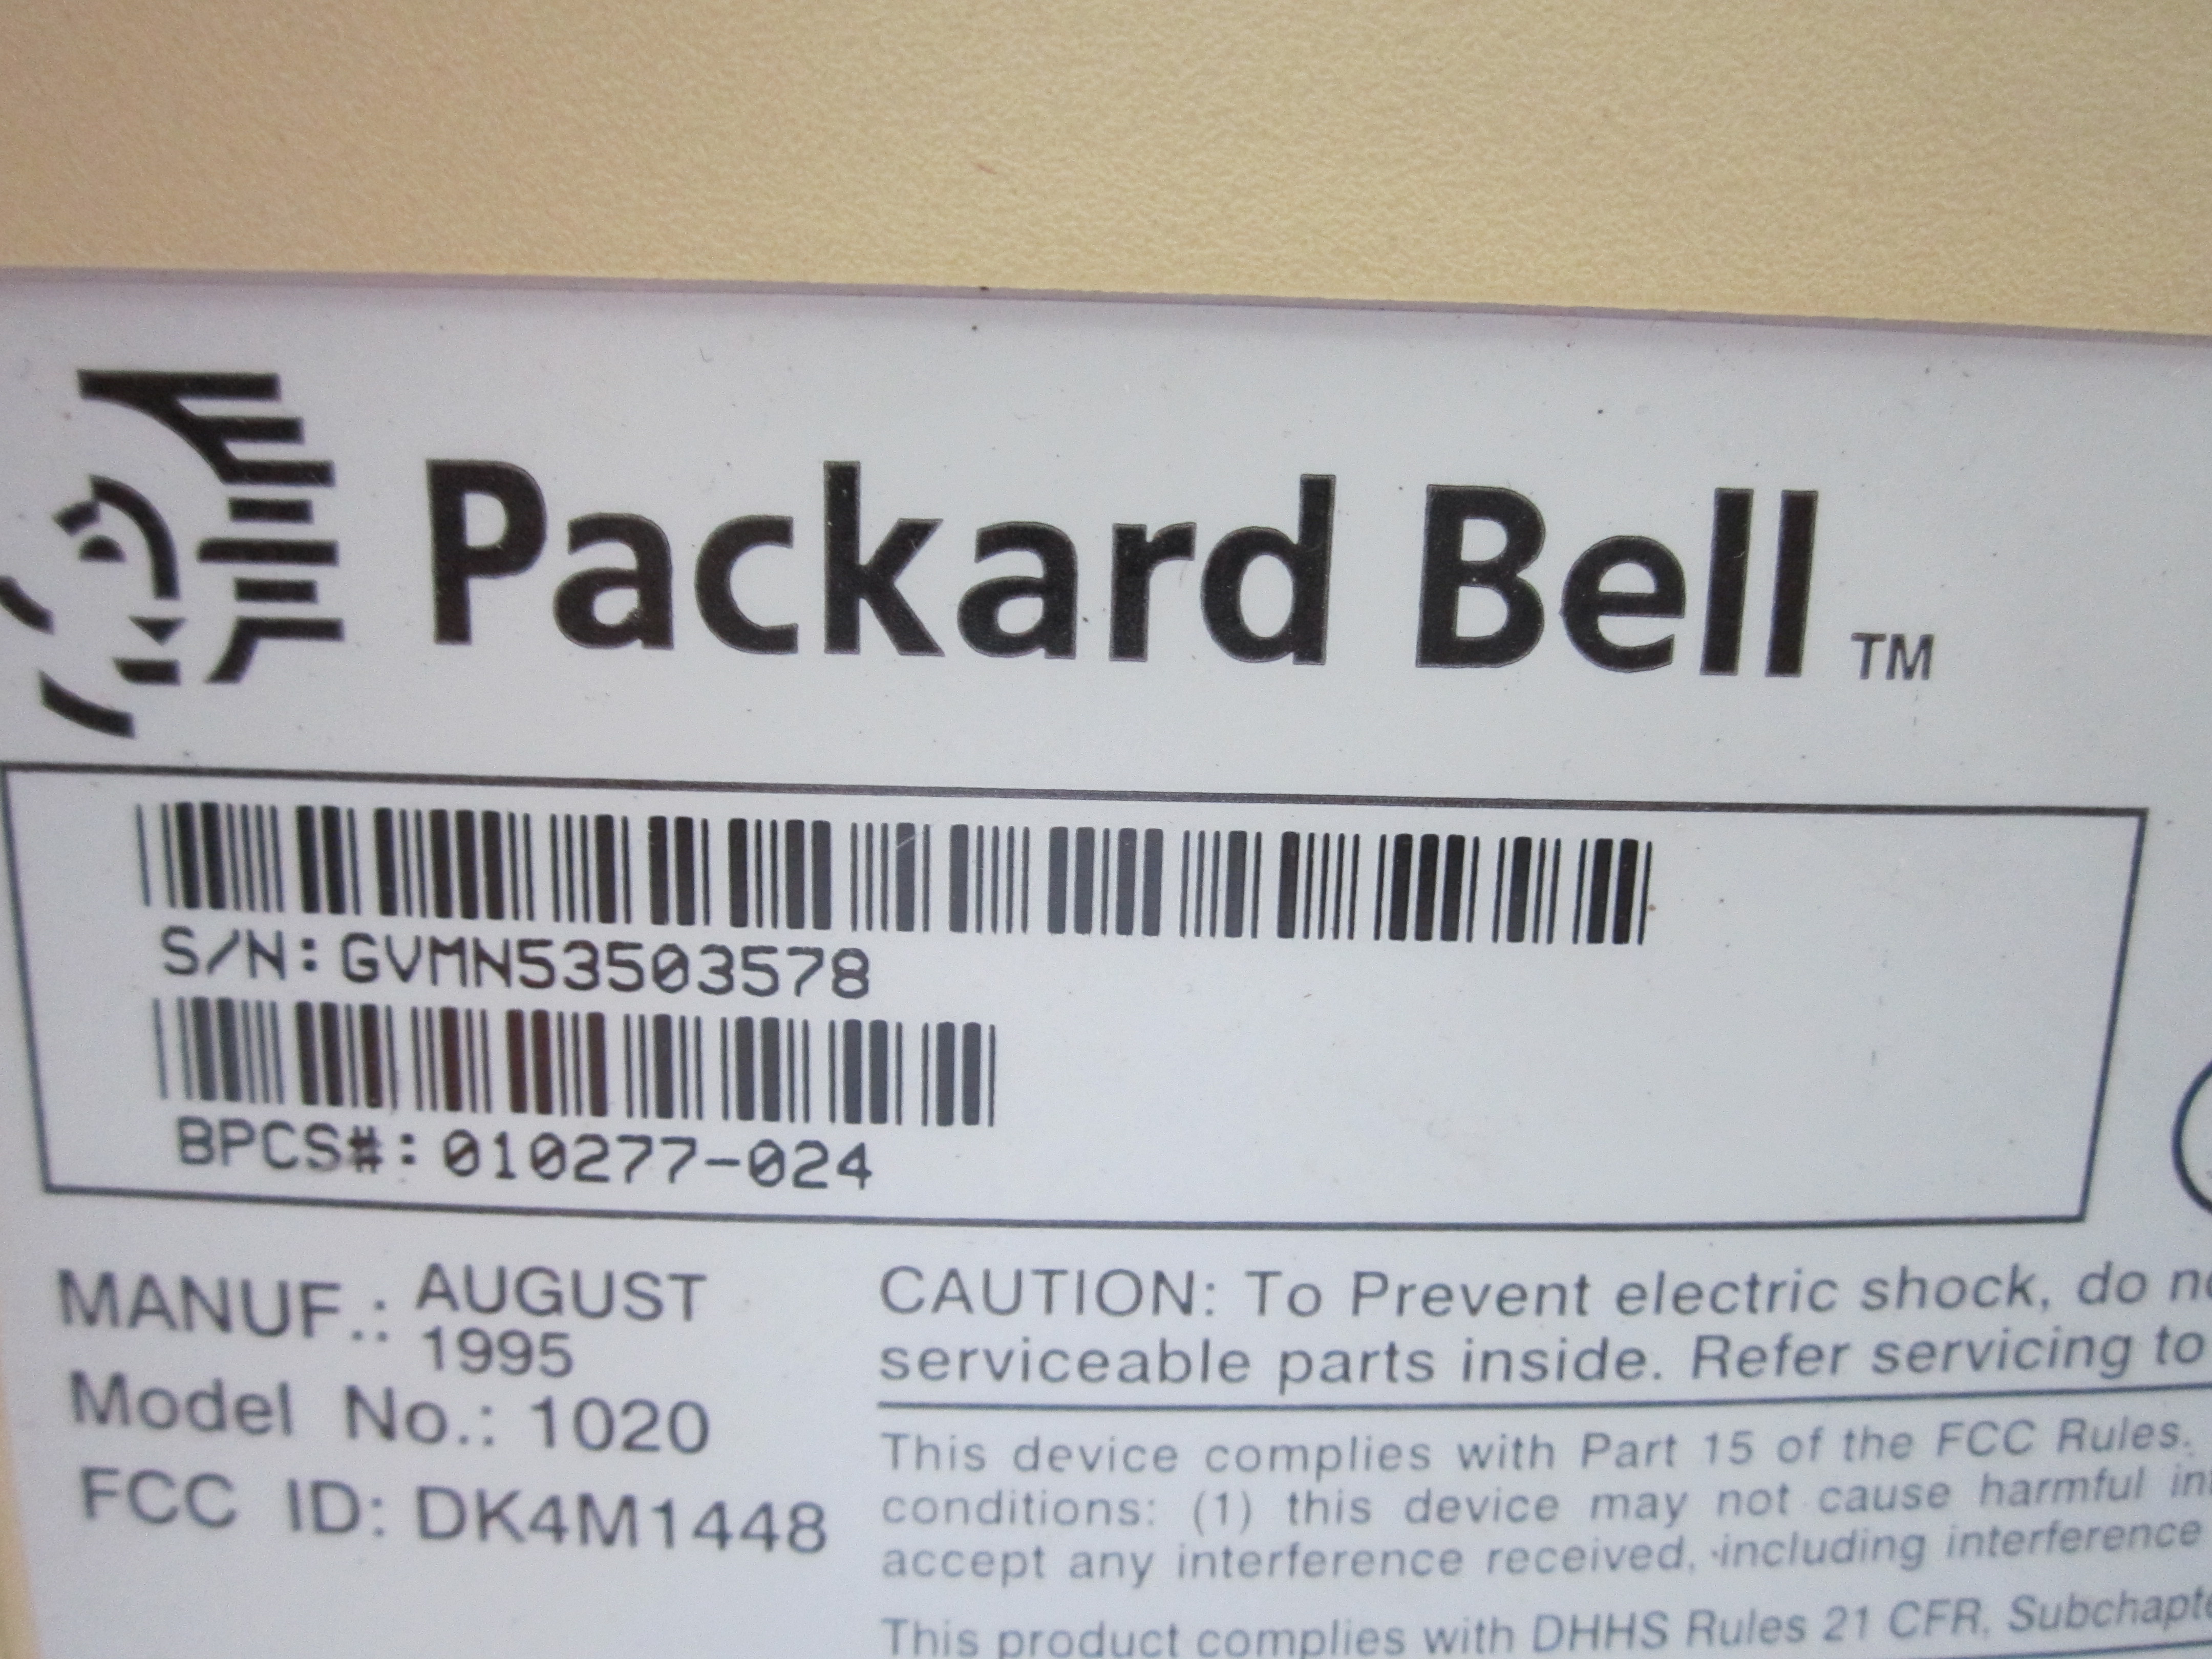 Packard Bell ™
S/N: GVMN53503578
BPCS#: 010277-024
MANUF.: AUGUST
1995
Model No.: 1020
FCC ID: DK4M1448
CAUTION: To Prevent electric shock, do
serviceable parts inside. Refer servicing to
This device complies with Part 15 of the FCC Rules.
conditions: (1) this device may not cause harmful
accept any interference received, including interference
This product complies with DHHS Rules 21 CFR,